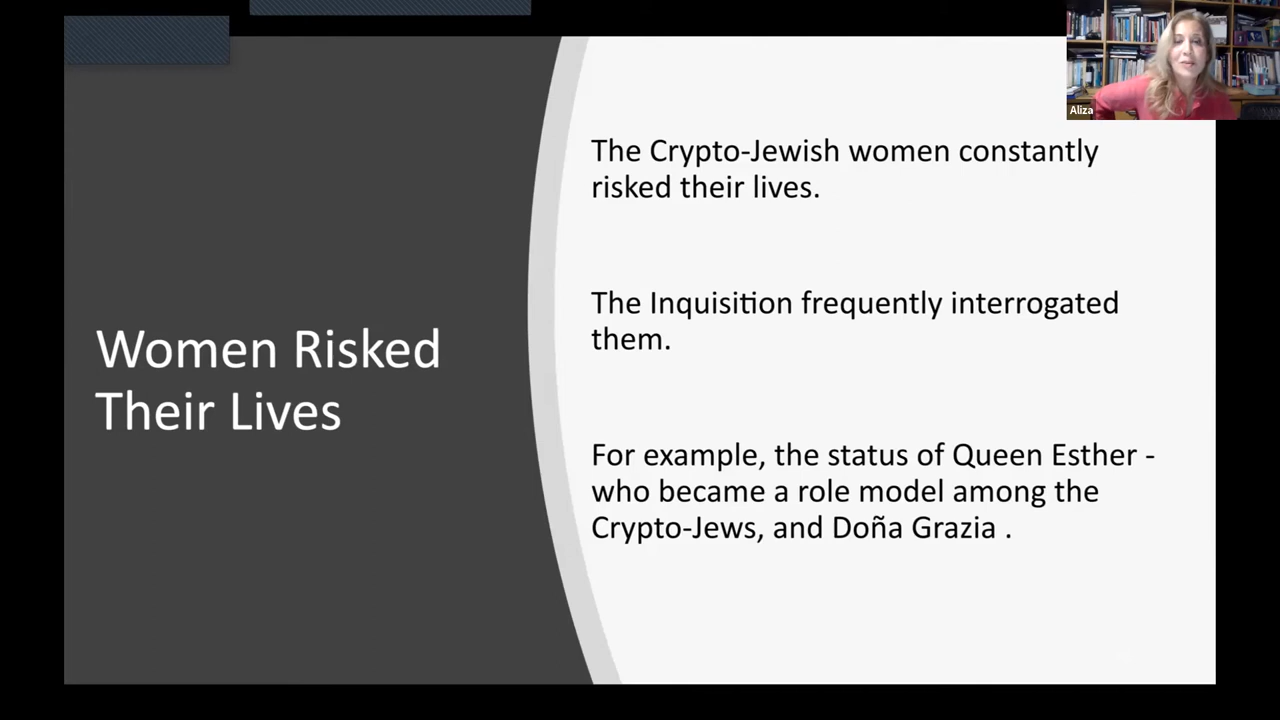 Aliza
Women Risked
Their Lives
The Crypto-Jewish women constantly
risked their lives.
The Inquisition frequently interrogated
them.
For example, the status of Queen Esther -
who became a role model among the
Crypto-Jews, and Doña Grazia .